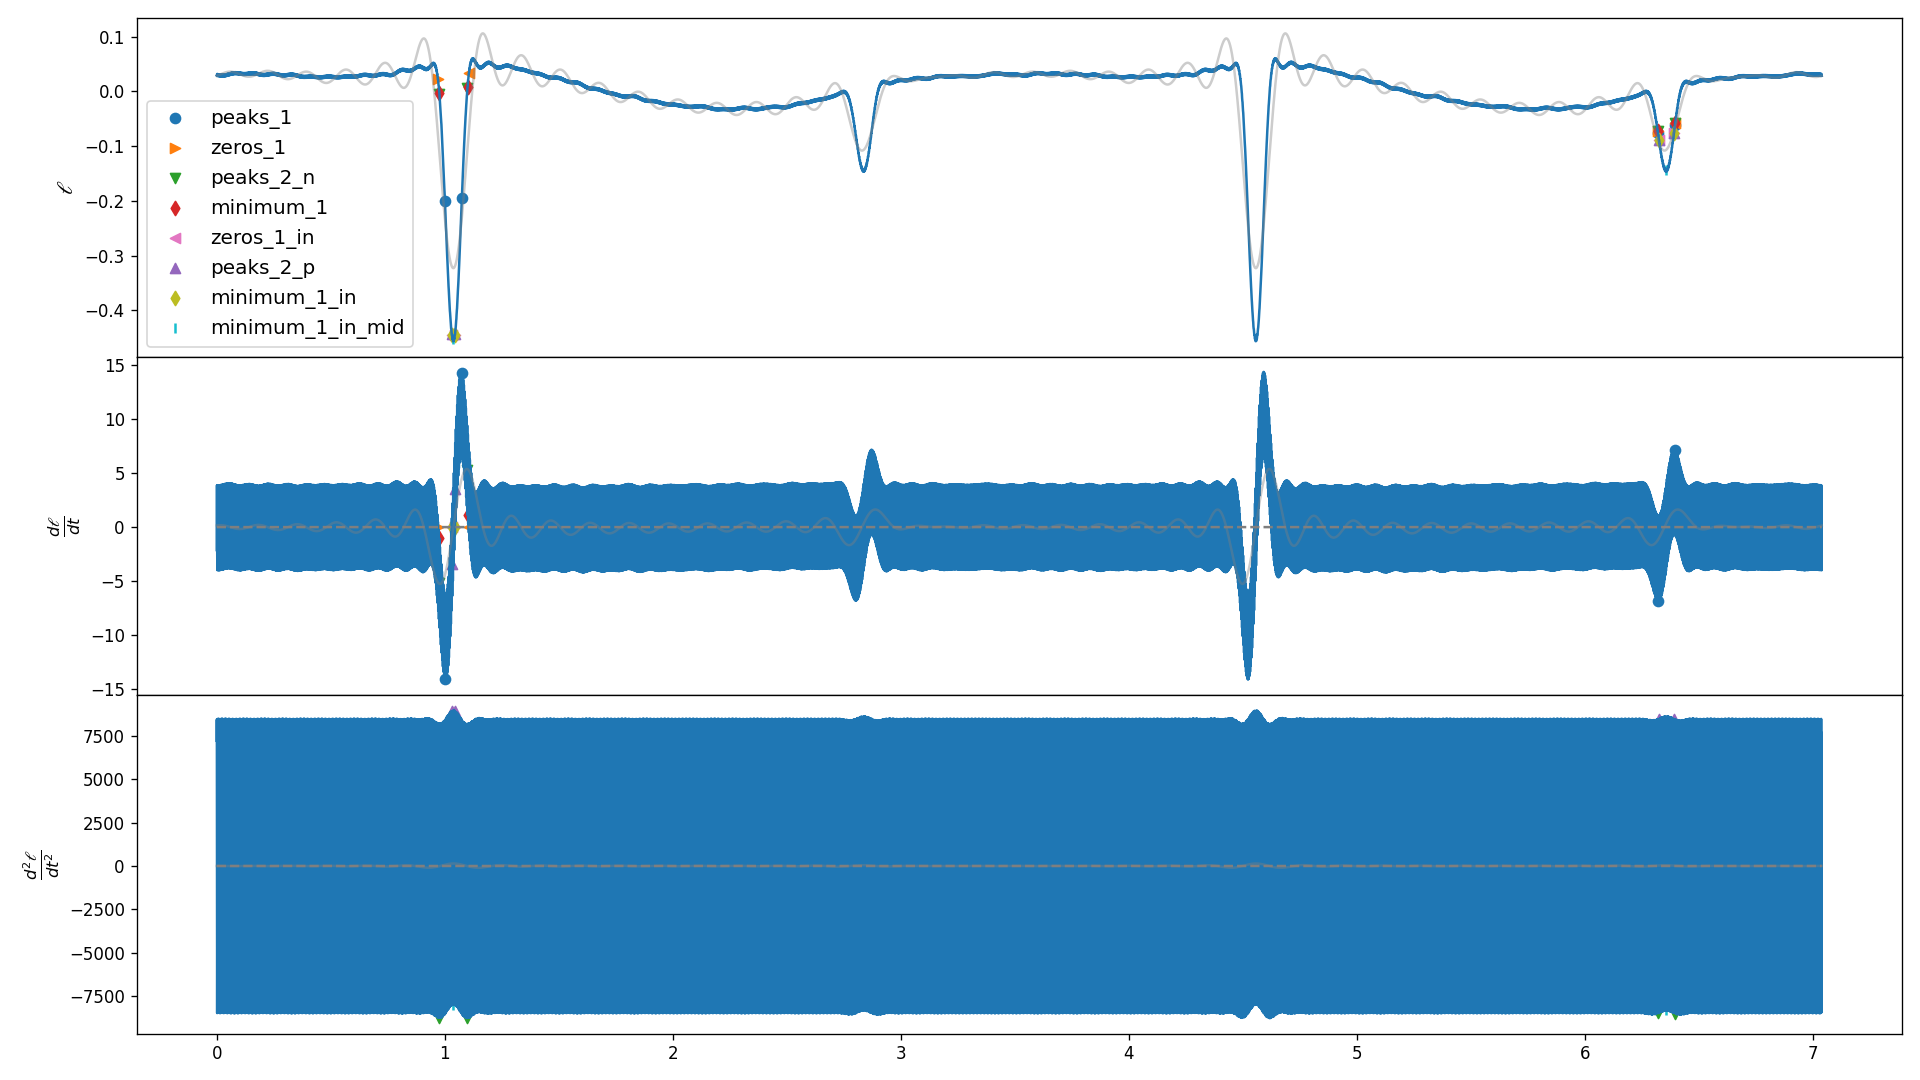 0.1
0.0
−0.1
−0.2
−0.3
−0.4
ℓ
peaks_1
zeros_1
peaks_2_n
minimum_1
zeros_1_in
peaks_2_p
minimum_1_in
minimum_1_in_mid
15
10
5
0
−5
−10
−15
dℓ
dt
7500
5000
2500
0
−2500
−5000
−7500
d²ℓ
dt²
0 1 2 3 4 5 6 7